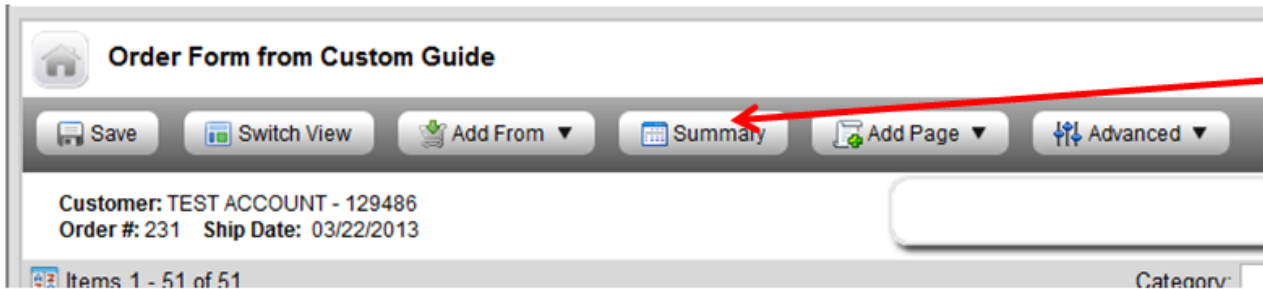 Order Form from Custom Guide
Save Switch View Add From Summary Add Page Advanced
Customer: TEST ACCOUNT - 129486
Order #: 231 Ship Date: 03/22/2013
Items 1 - 51 of 51 Category: